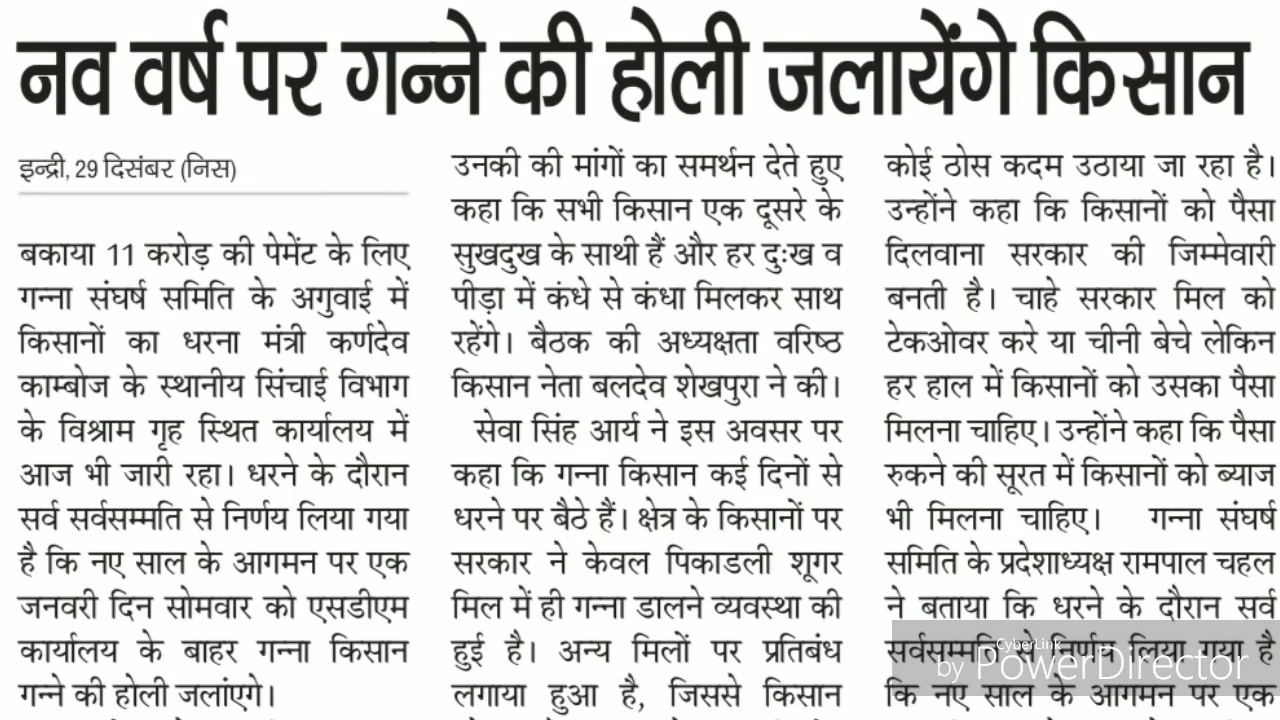 नव वर्ष पर गन्ने की होली जलायेंगे किसान
इन्द्री, 29 दिसंबर (निस)
बकाया 11 करोड़ की पेमेंट के लिए
गन्ना संघर्ष समिति के अगुवाई में
किसानों का धरना मंत्री कर्णदेव
काम्बोज के स्थानीय सिंचाई विभाग
के विश्राम गृह स्थित कार्यालय में
आज भी जारी रहा। धरने के दौरान
सर्व सर्वसम्मति से निर्णय लिया गया
है कि नए साल के आगमन पर एक
जनवरी दिन सोमवार को एसडीएम
कार्यालय के बाहर गन्ना किसान
गन्ने की होली जलांएगे।
उनकी की मांगों का समर्थन देते हुए
कहा कि सभी किसान एक दूसरे के
सुखदुख के साथी हैं और हर दुःख व
पीड़ा में कंधे से कंधा मिलकर साथ
रहेंगे। बैठक की अध्यक्षता वरिष्ठ
किसान नेता बलदेव शेखपुरा ने की।
सेवा सिंह आर्य ने इस अवसर पर
कहा कि गन्ना किसान कई दिनों से
धरने पर बैठे हैं। क्षेत्र के किसानों पर
सरकार ने केवल पिकाडली शूगर
मिल में ही गन्ना डालने व्यवस्था की
हुई है। अन्य मिलों पर प्रतिबंध
लगाया हुआ है, जिससे किसान
कोई ठोस कदम उठाया जा रहा है।
उन्होंने कहा कि किसानों को पैसा
दिलवाना सरकार की जिम्मेवारी
बनती है। चाहे सरकार मिल को
टेकओवर करे या चीनी बेचे लेकिन
हर हाल में किसानों को उसका पैसा
मिलना चाहिए। उन्होंने कहा कि पैसा
रुकने की सूरत में किसानों को ब्याज
भी मिलना चाहिए। गन्ना संघर्ष
समिति के प्रदेशाध्यक्ष रामपाल चहल
ने बताया कि धरने के दौरान सर्व
सर्वसम्मति से निर्णय लिया गया है
कि नए साल के आगमन पर एक
CyberLink
by PowerDirector